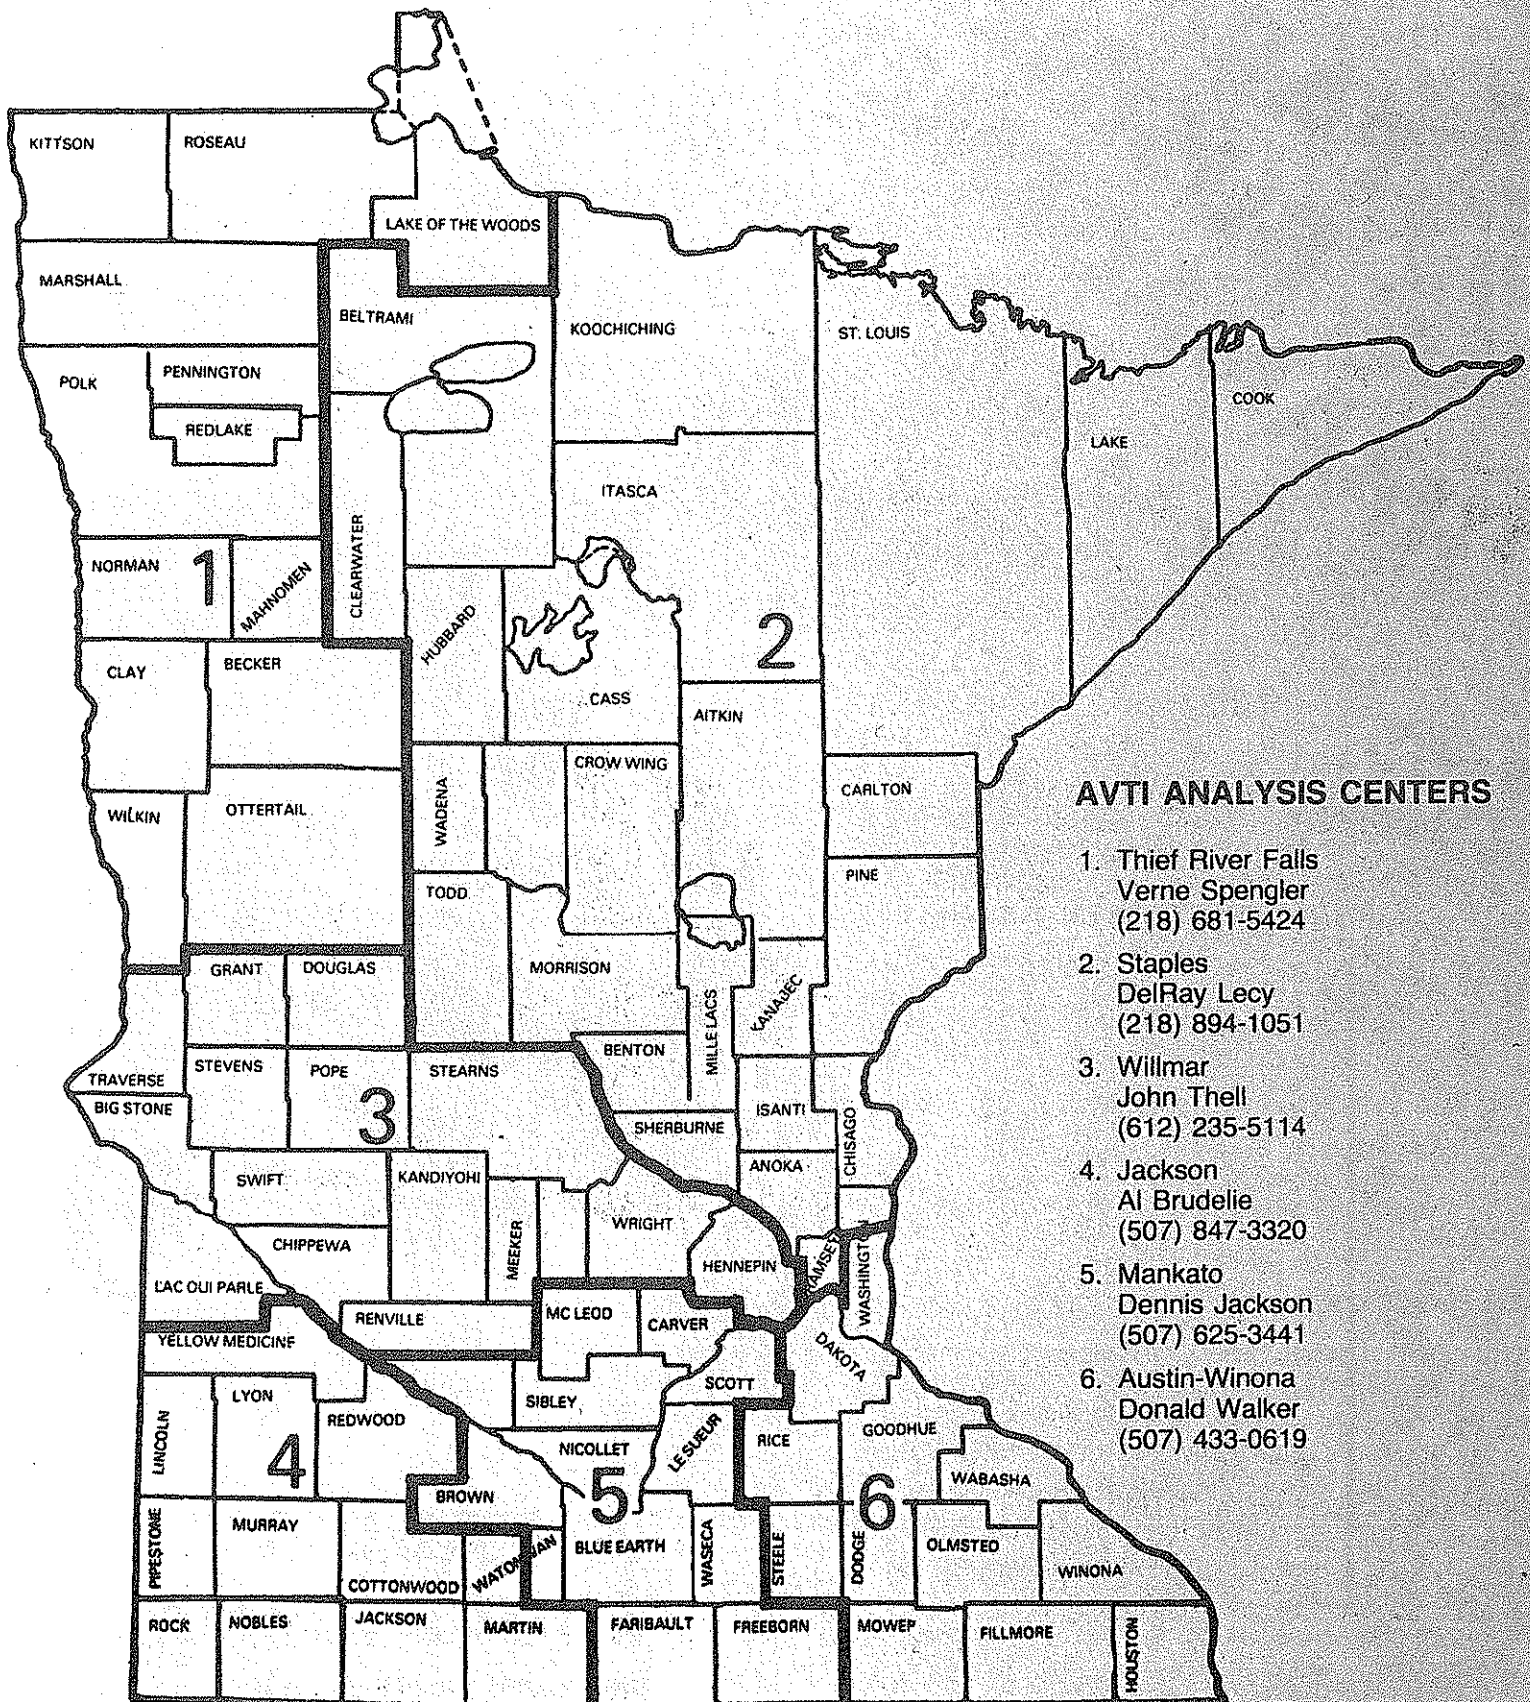 KITTSON
ROSEAU
LAKE OF THE WOODS
MARSHALL
BELTRAMI
KOOCHICHING
ST. LOUIS
POLK
PENNINGTON
COOK
REDLAKE
LAKE
ITASCA
CLEARWATER
NORMAN
1
MAHNOMEN
HUBBARD
2
CLAY
BECKER
CASS
AITKIN
CROW WING
WADENA
CARLTON
WILKIN
OTTERTAIL
PINE
TODD
GRANT
DOUGLAS
MORRISON
MILLE LACS
KANAJEC
BENTON
TRAVERSE
STEVENS
POPE
STEARNS
3
BIG STONE
ISANTI
CHISAGO
SHERBURNE
ANOKA
SWIFT
KANDIYOHI
WRIGHT
MEEKER
CHIPPEWA
HENNEPIN
RAMSEY
WASHINGTN
LAC QUI PARLE
RENVILLE
MC LEOD
CARVER
YELLOW MEDICINE
DAKOTA
SCOTT
LYON
SIBLEY
REDWOOD
LINCOLN
4
NICOLLET
LE SUEUR
RICE
GOODHUE
WABASHA
BROWN
5
6
PIPESTONE
MURRAY
COTTONWOOD
WATONWAN
BLUE EARTH
WASECA
STEELE
DODGE
OLMSTED
WINONA
ROCK
NOBLES
JACKSON
MARTIN
FARIBAULT
FREEBORN
MOWEP
FILLMORE
HOUSTON
AVTI ANALYSIS CENTERS
1. Thief River Falls
Verne Spengler
(218) 681-5424
2. Staples
DelRay Lecy
(218) 894-1051
3. Willmar
John Thell
(612) 235-5114
4. Jackson
Al Brudelie
(507) 847-3320
5. Mankato
Dennis Jackson
(507) 625-3441
6. Austin-Winona
Donald Walker
(507) 433-0619